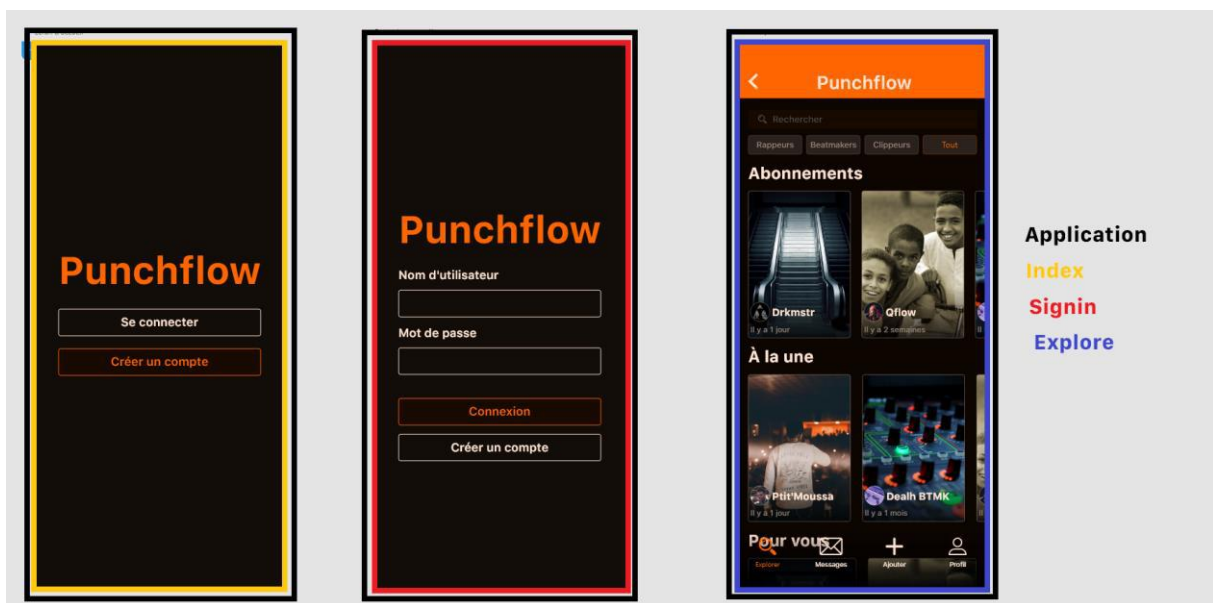 Punchflow
Se connecter
Créer un compte
Punchflow
Nom d'utilisateur
Mot de passe
Connexion
Créer un compte
Punchflow
Rechercher
Rappeurs Beatmakers Clippeurs Tout
Abonnements
Drkmstr Qflow
Il y a 1 jour Il y a 2 semaines
À la une
Ptit'Moussa Dealh BTMK
Il y a 1 jour Il y a 1 mois
Pour vous
Explorer Messages Ajouter Profil
Application
Index
Signin
Explore